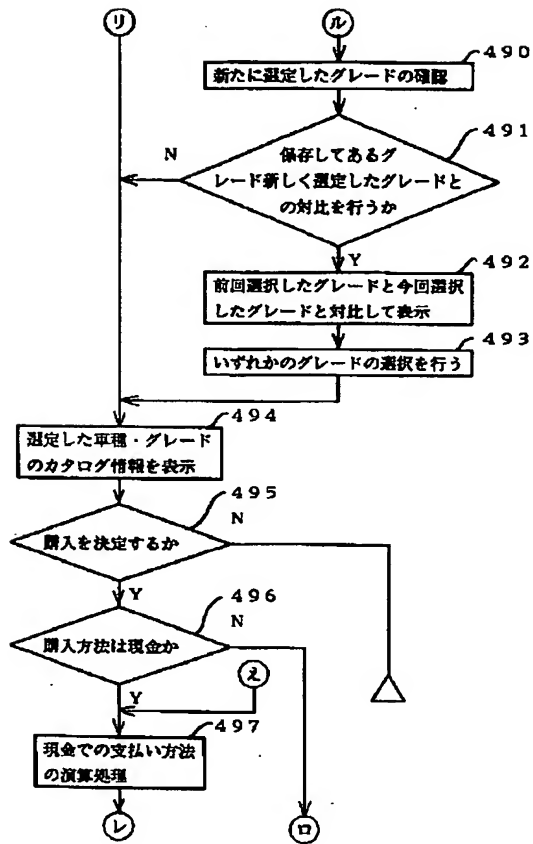 リ
ル
490
新たに選定したグレードの確認
491
保存してあるグ
レード新しく選定したグレードと
の対比を行うか
N
Y
492
前回選択したグレードと今回選択
したグレードと対比して表示
493
いずれかのグレードの選択を行う
494
選定した車種・グレード
のカタログ情報を表示
495
購入を決定するか
N
Y
496
購入方法は現金か
N
え
Y
497
現金での支払い方法
の演算処理
レ
ロ